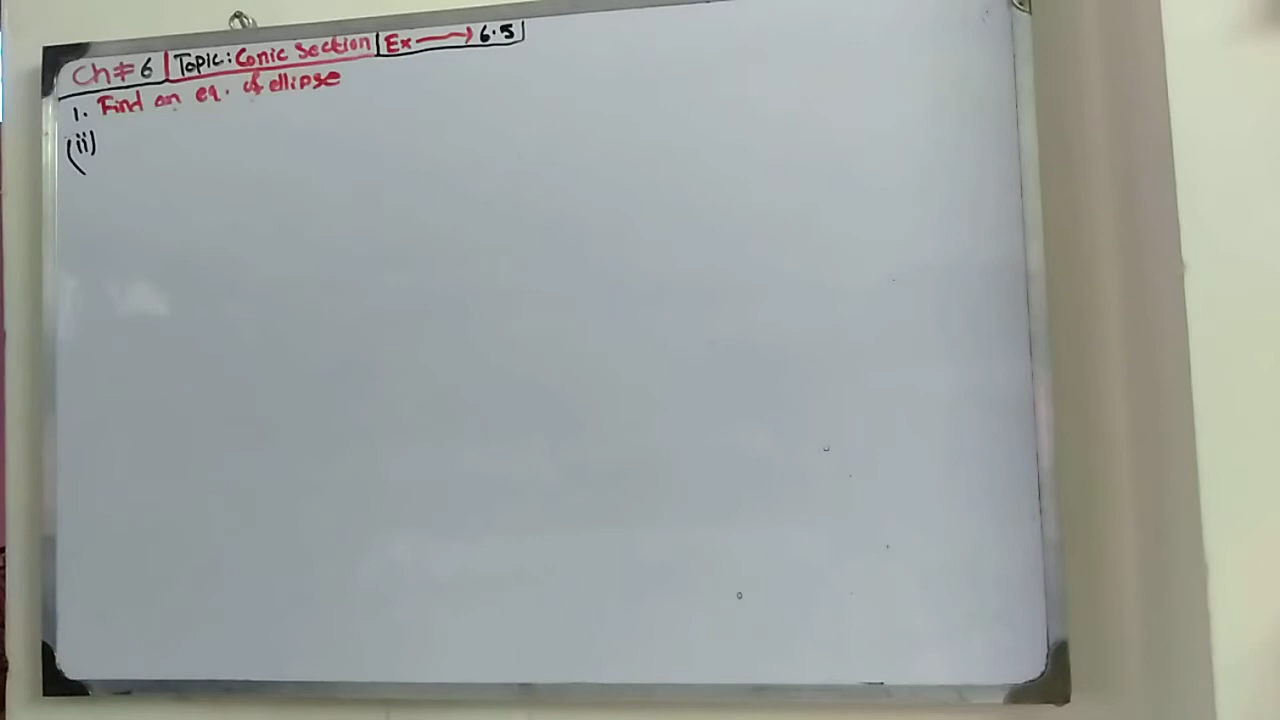 Ch # 6 | Topic: Conic Section | Ex → 6.5
1. Find an eq. of ellipse
(ii)